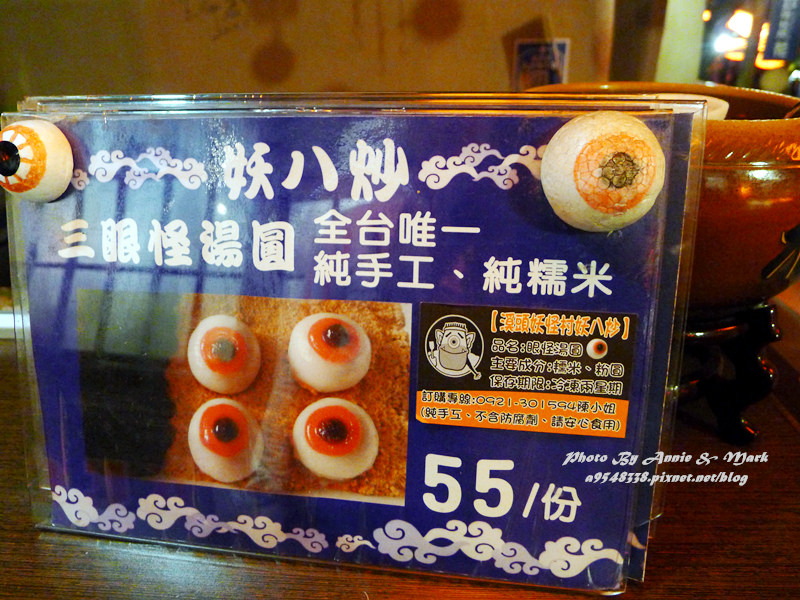 妖八炒
三眼怪湯圓
全台唯一
純手工、純糯米
【溪頭妖怪村妖八炒】
品名:眼怪湯圓
主要成分:糯米、粉圓
保存期限:冷凍兩星期
訂購專線:0921-301594陳小姐
(純手工、不含防腐劑、請安心食用)
55/份
Photo By Annie & Mark
a9548338.pixnet.net/blog